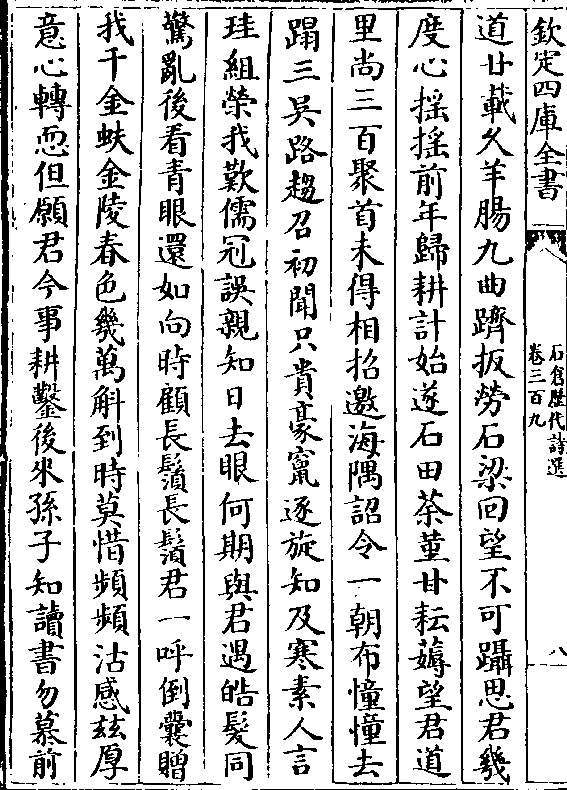 欽定四庫全書
石倉歷代詩選
卷三百九
八
道廿載久羊腸九曲躋扳勞石梁回望不可躡思君幾
度心揺揺前年歸耕計始遂石田荼堇甘耘薅望君道
里尚三百聚首未得相招邀海隅詔令一朝布憧憧去
蹋三吳路趨召初聞只貴豪竄逐旋知及寒素人言
珪組榮我歎儒冠誤親知日去眼何期與君遇皓髮同
驚亂後看青眼還如向時顧長鬚長鬚君一呼倒囊贈
我千金蚨金陵春色幾萬斛到時莫惜頻頻沽感兹厚
意心轉恧但願君今事耕鑿後來孫子知讀書勿慕前